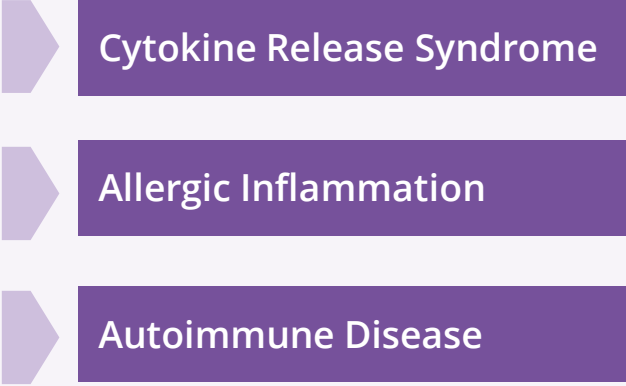 Cytokine Release Syndrome
Allergic Inflammation
Autoimmune Disease